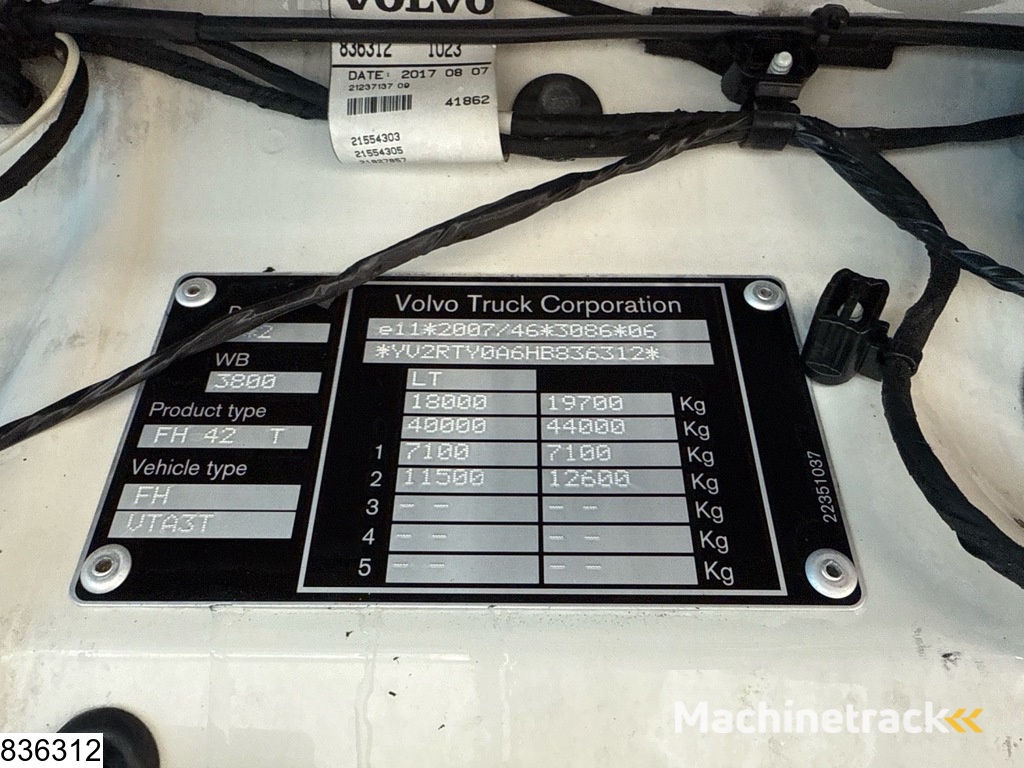 VOLVO
836312 1023
DATE: 2017 08 07
21237137 09
41862
21554303
21554305
Volvo Truck Corporation
e11*2007/46*3086*06
*YV2RTY0A6HB836312*
WB
3800
Product type
FH 42 T
Vehicle type
FH
VTA3T
LT
18000 19700 Kg
40000 44000 Kg
1 7100 7100 Kg
2 11500 12600 Kg
3 -- -- Kg
4 -- -- Kg
5 -- -- Kg
22351037
Machinetrack
836312